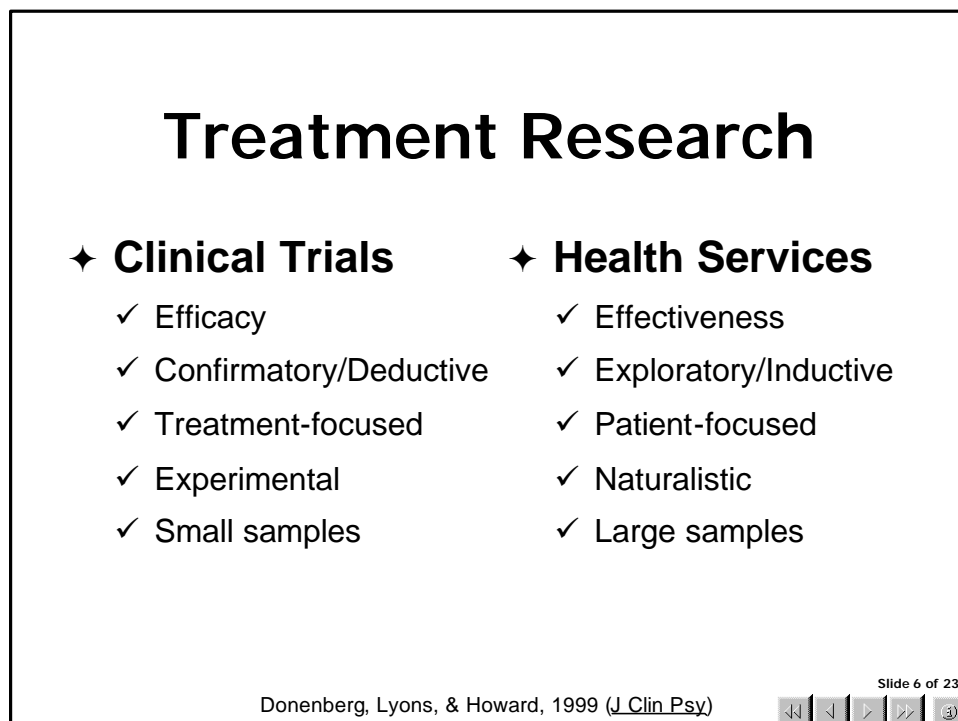 Treatment Research
Clinical Trials
✓ Efficacy
✓ Confirmatory/Deductive
✓ Treatment-focused
✓ Experimental
✓ Small samples
Health Services
✓ Effectiveness
✓ Exploratory/Inductive
✓ Patient-focused
✓ Naturalistic
✓ Large samples
Donenberg, Lyons, & Howard, 1999 (J Clin Psy)
Slide 6 of 23